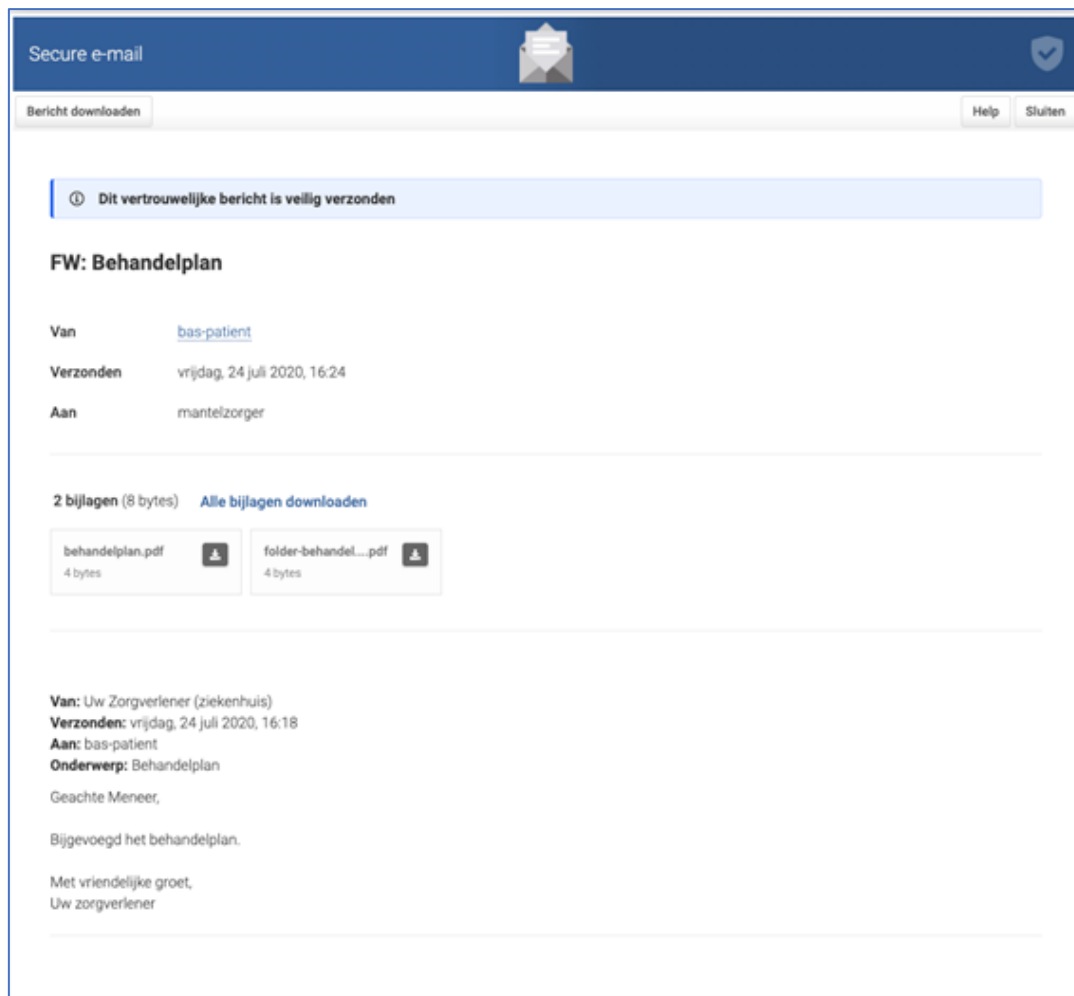 Secure e-mail
Bericht downloaden
Help
Sluiten
Dit vertrouwelijke bericht is veilig verzonden
FW: Behandelplan
Van bas-patient
Verzonden vrijdag, 24 juli 2020, 16:24
Aan mantelzorger
2 bijlagen (8 bytes) Alle bijlagen downloaden
behandelplan.pdf
4 bytes
folder-behandel....pdf
4 bytes
Van: Uw Zorgverlener (ziekenhuis)
Verzonden: vrijdag, 24 juli 2020, 16:18
Aan: bas-patient
Onderwerp: Behandelplan
Geachte Meneer,
Bijgevoegd het behandelplan.
Met vriendelijke groet,
Uw zorgverlener